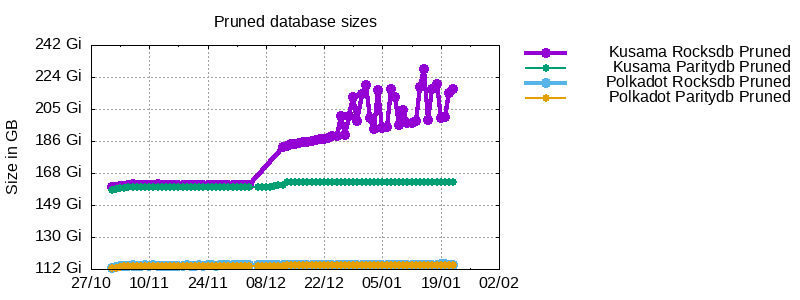 Pruned database sizes
Size in GB
242 Gi
224 Gi
205 Gi
186 Gi
168 Gi
149 Gi
130 Gi
112 Gi
27/10 10/11 24/11 08/12 22/12 05/01 19/01 02/02
Kusama Rocksdb Pruned
Kusama Paritydb Pruned
Polkadot Rocksdb Pruned
Polkadot Paritydb Pruned